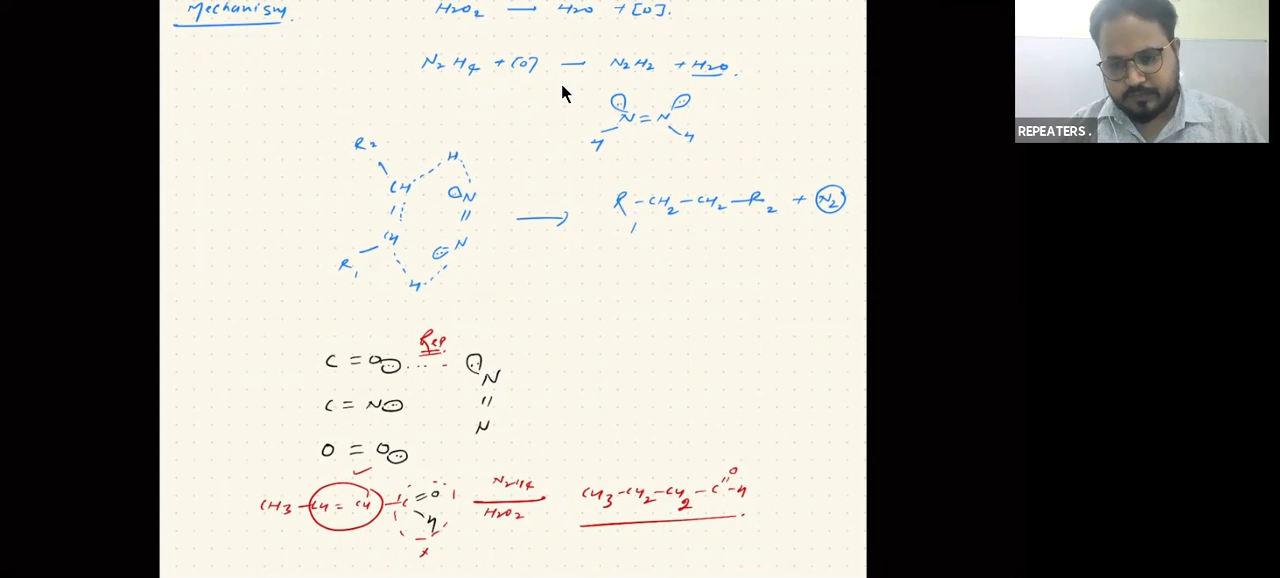 Mechanism.
H2O2 ⟶ H2O + [O].
N2H4 + [O] — N2H2 + H2O.
N = N
H H
R2
H
CH N
CH N
R1
H
⟶ R1-CH2-CH2-R2 + N2
Rep
C = O N
C = N N
O = O
CH3-CH=CH-C=O N2H4 CH3-CH2-CH2-C-H
H H2O2 O
x
REPEATERS.